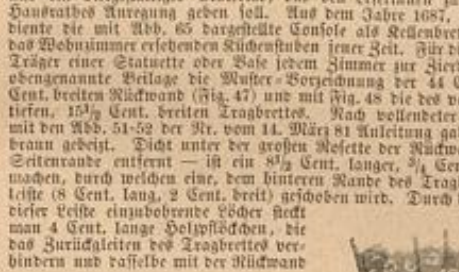 Hausrathes Anregung geben soll. Aus dem Jahre 1687,
diente die mit Abb. 65 dargestellte Console als Kellenbret
das Wohnzimmer ersetzenden Küchenstuben jener Zeit. Für di
Träger einer Statuette oder Vase jedem Zimmer zur Zier
obengenannte Beilage die Muster=Vorzeichnung der 44 C
Cent. breiten Rückwand (Fig. 47) und mit Fig. 48 die des v
tiefen, 15½ Cent. breiten Tragbrettes. Nach vollendeter
mit den Abb. 51-52 der Nr. vom 14. März 81 Anleitung ga
braun gebeizt. Dicht unter der großen Rosette der Rückw
Seitenrande entfernt — ist ein 8½ Cent. langer, ¾ Cen
machen, durch welchen eine, dem hinteren Rande des Trag
leiste (8 Cent. lang, 2 Cent. breit) geschoben wird. Durch
dieser Leiste einzubohrende Löcher steckt
man 4 Cent. lange Holzpflöckchen, die
das Zurückgleiten des Tragbrettes ver-
hindern und dasselbe mit der Rückwand